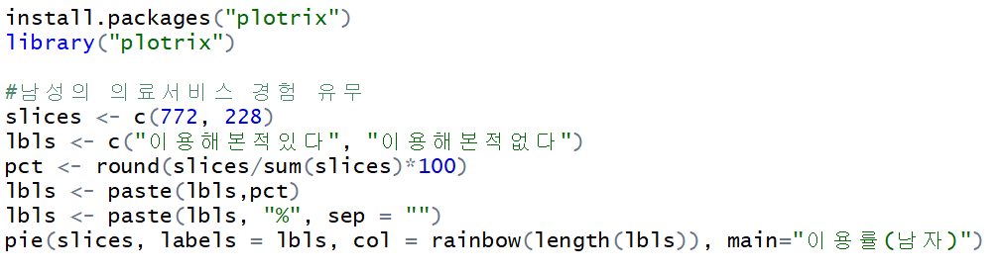 install.packages("plotrix")
library("plotrix")
#남성의 의료서비스 경험 유무
slices <- c(772, 228)
lbls <- c("이용해본적있다", "이용해본적없다")
pct <- round(slices/sum(slices)*100)
lbls <- paste(lbls,pct)
lbls <- paste(lbls, "%", sep = "")
pie(slices, labels = lbls, col = rainbow(length(lbls)), main="이용률(남자)")